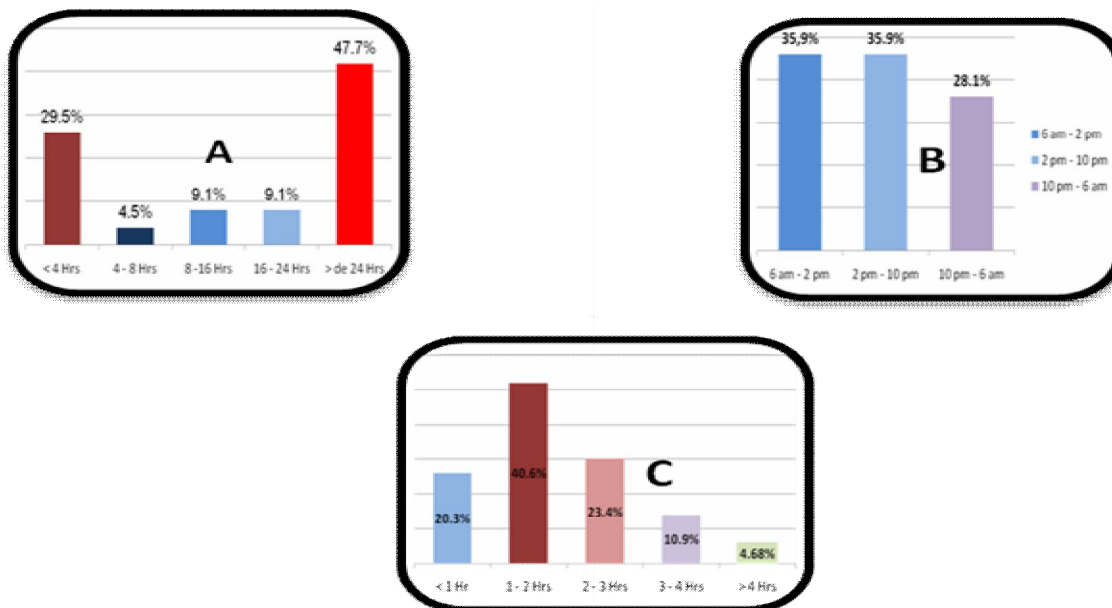 47.7%
29.5%
A
9.1% 9.1%
4.5%
< 4 Hrs 4 - 8 Hrs 8 -16 Hrs 16 - 24 Hrs > de 24 Hrs
35,9% 35.9%
28.1%
B
6 am - 2 pm
2 pm - 10 pm
10 pm - 6 am
6 am - 2 pm 2 pm - 10 pm 10 pm - 6 am
C
40.6%
20.3% 23.4%
10.9%
4.68%
< 1 Hr 1 - 2 Hrs 2 - 3 Hrs 3 - 4 Hrs > 4 Hrs